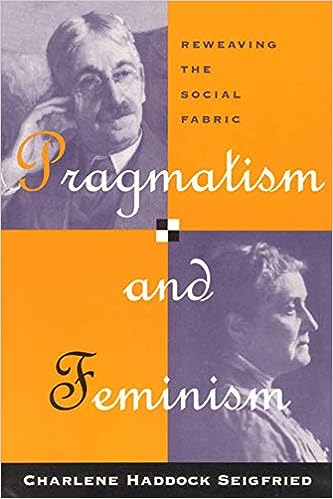 REWEAVING
THE
SOCIAL
FABRIC
Pragmatism
and
Feminism
CHARLENE HADDOCK SEIGFRIED